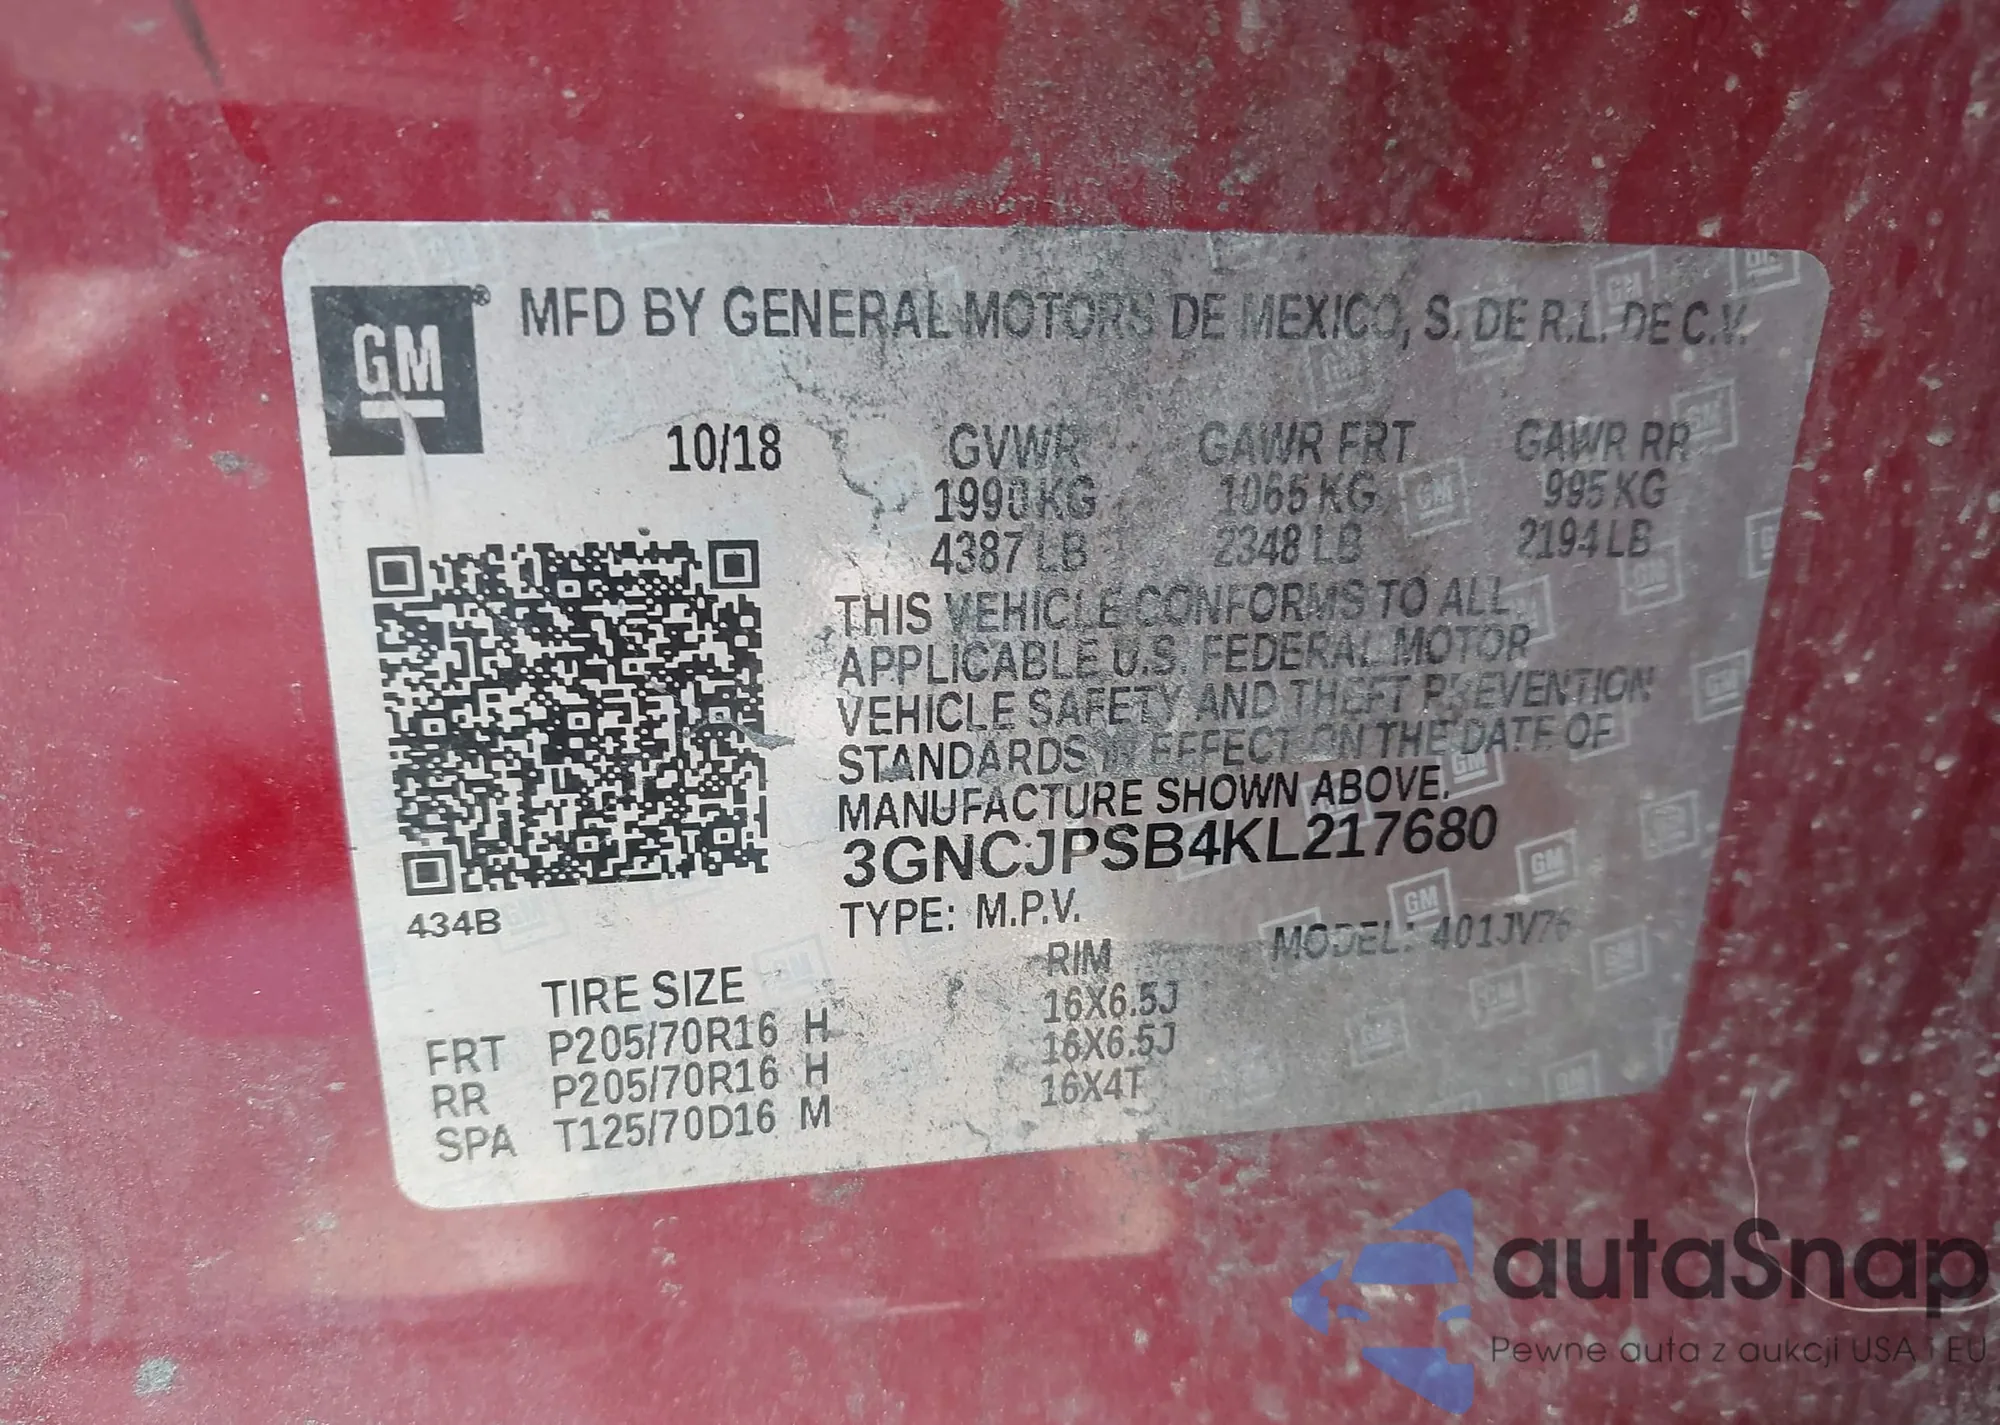 GM®
MFD BY GENERAL MOTORS DE MEXICO, S. DE R.L. DE C.V.
10/18 GVWR GAWR FRT GAWR RR
1990 KG 1065 KG 995 KG
4387 LB 2348 LB 2194 LB
THIS VEHICLE CONFORMS TO ALL
APPLICABLE U.S. FEDERAL MOTOR
VEHICLE SAFETY AND THEFT PREVENTION
STANDARDS IN EFFECT ON THE DATE OF
MANUFACTURE SHOWN ABOVE.
3GNCJPSB4KL217680
434B
TYPE: M.P.V. MODEL: 401JV76
TIRE SIZE RIM
FRT P205/70R16 H 16X6.5J
RR P205/70R16 H 16X6.5J
SPA T125/70D16 M 16X4T
autaSnap
Pewne auta z aukcji USA i EU